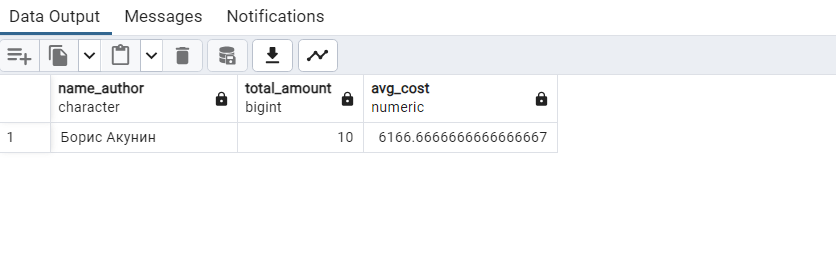 Data Output Messages Notifications
name_author total_amount avg_cost
character bigint numeric
1 Борис Акунин 10 6166.6666666666666667